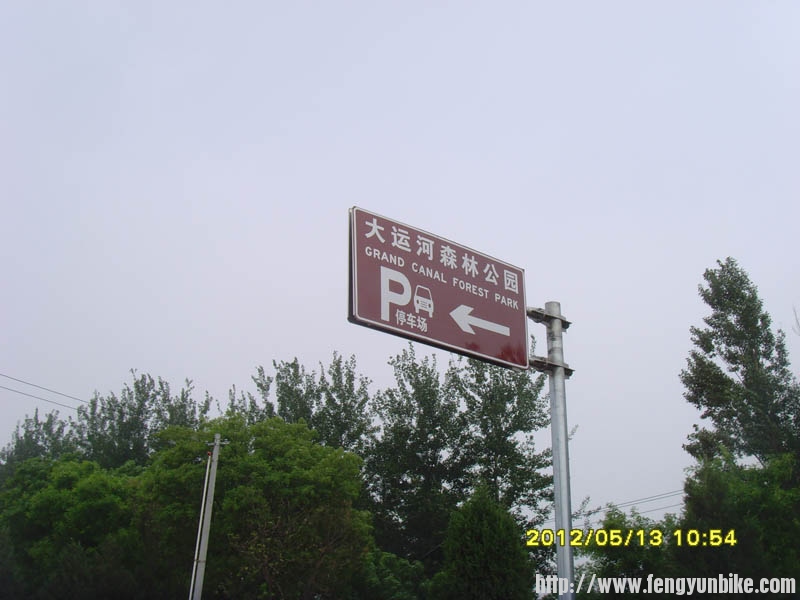 大运河森林公园
GRAND CANAL FOREST PARK
P
停车场
2012/05/13 10:54
http://www.fengyunbike.com